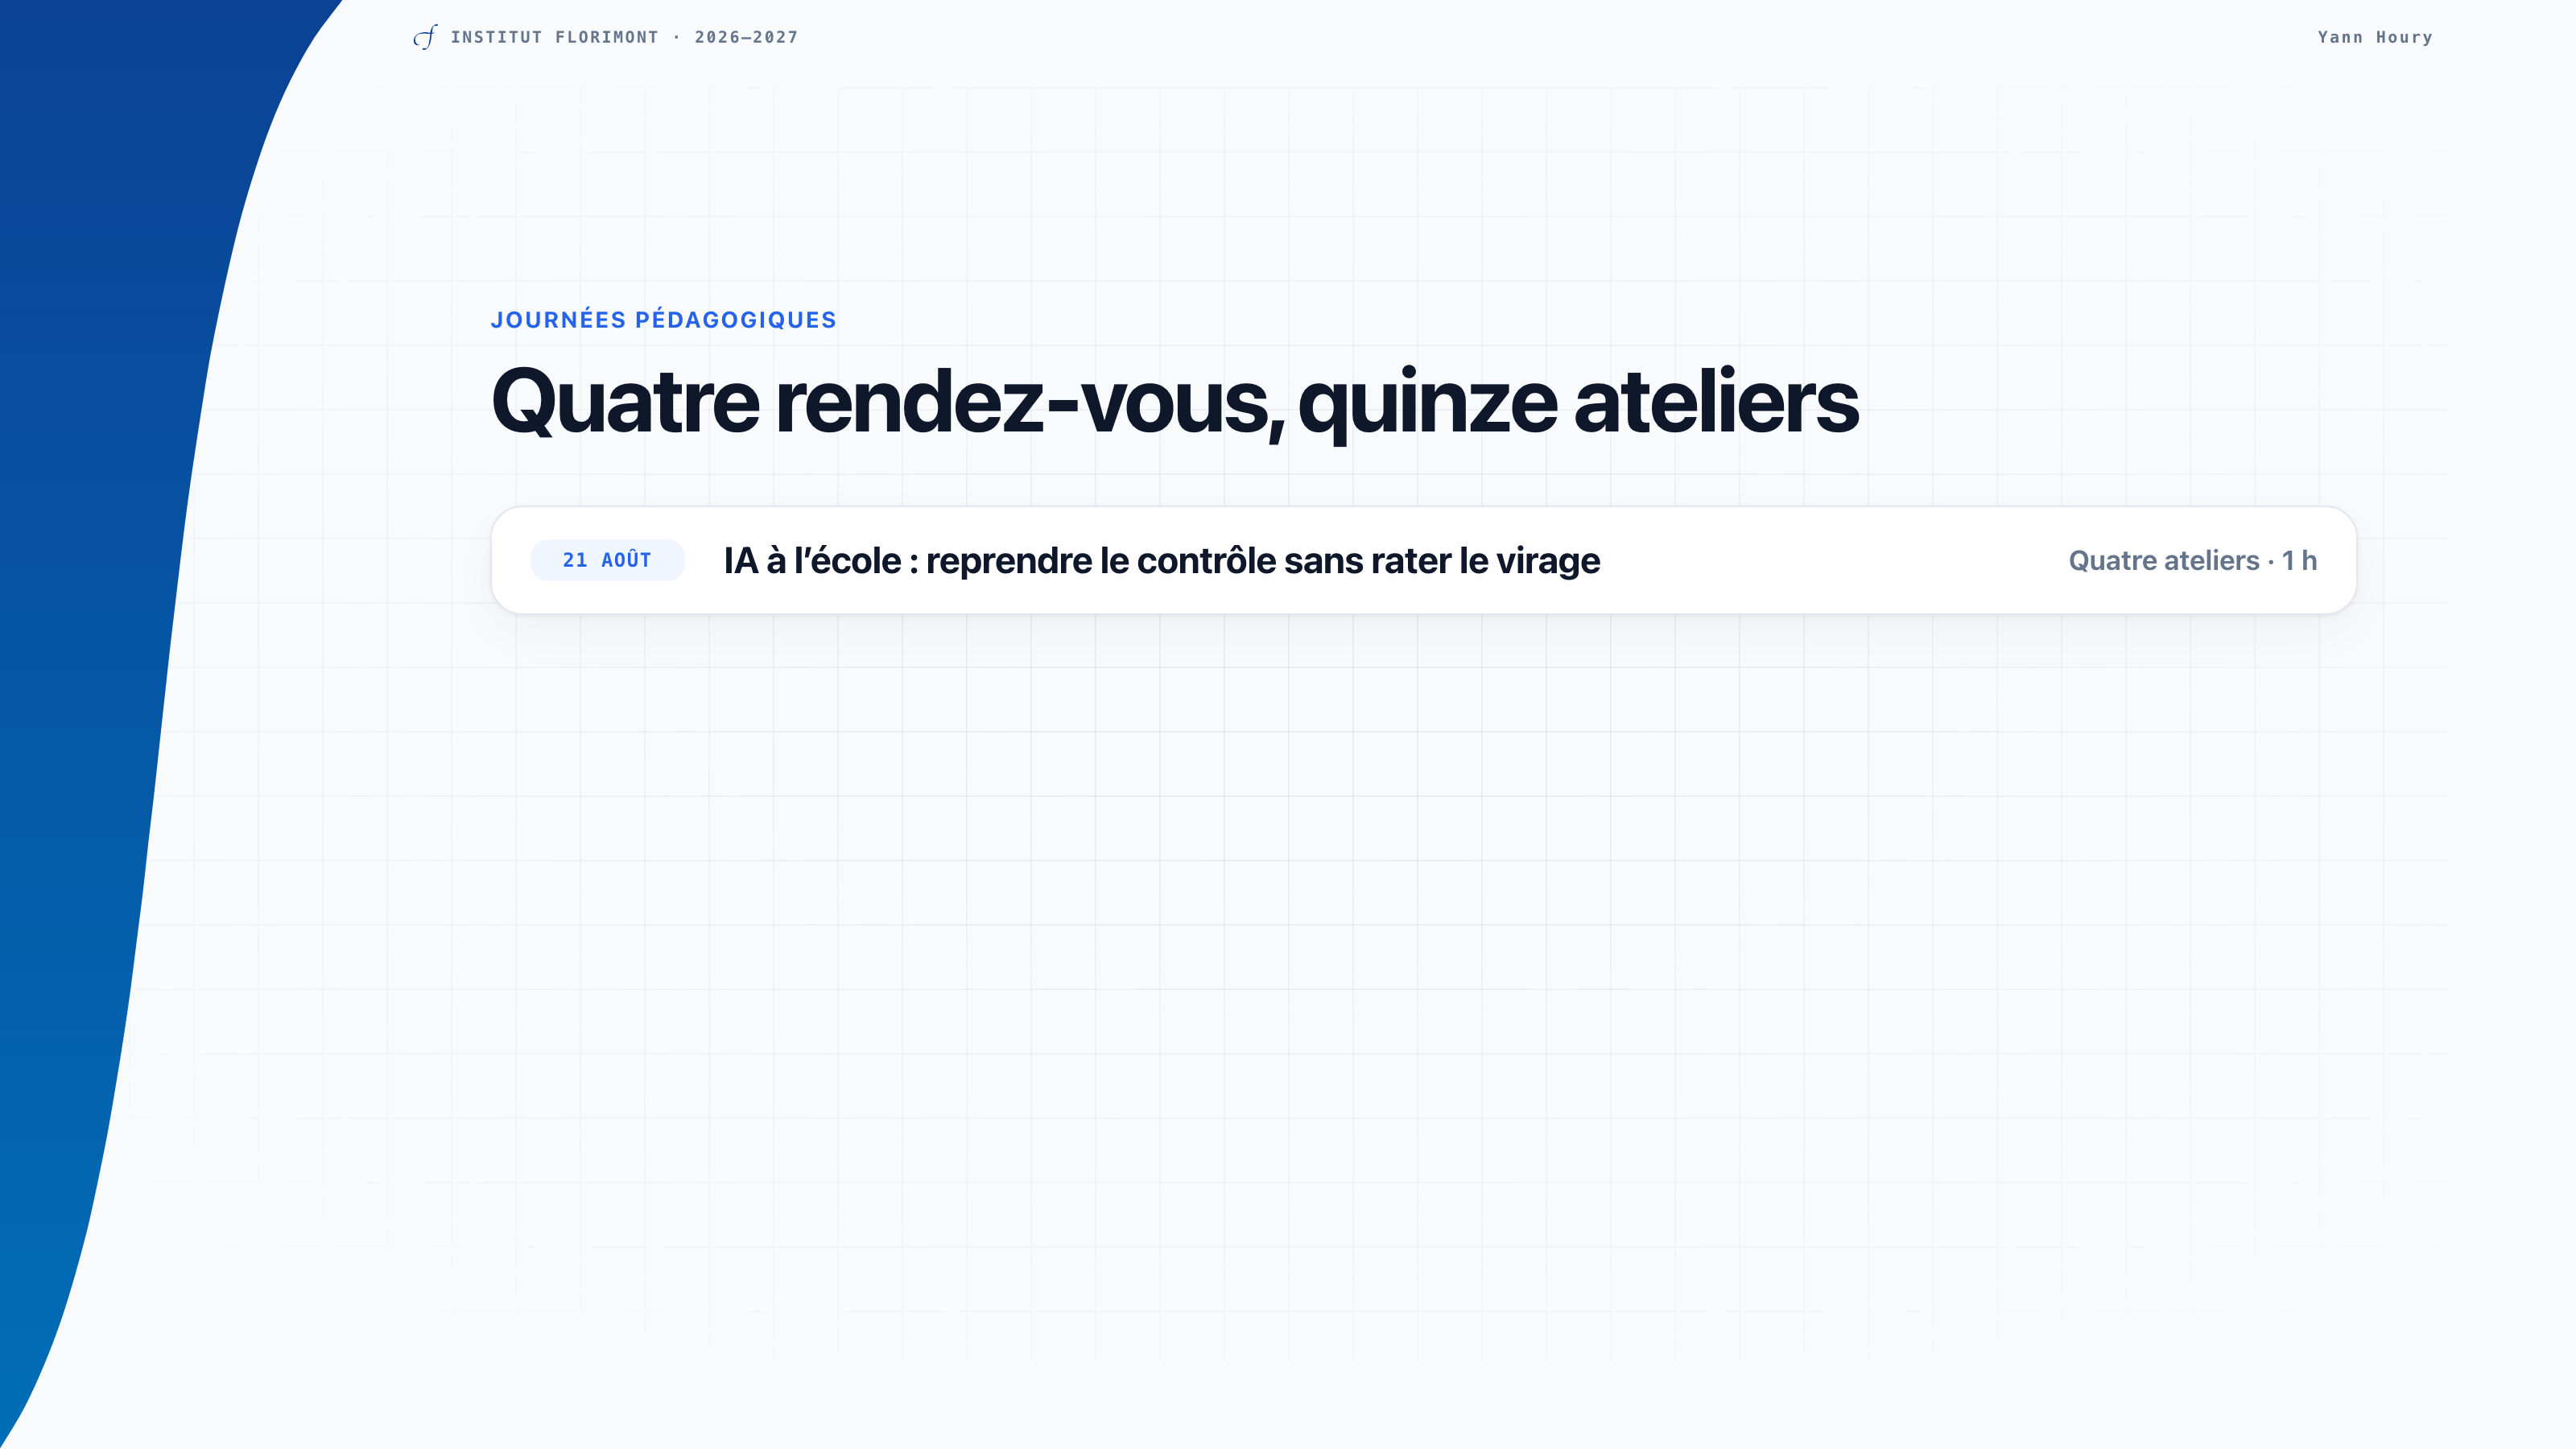 INSTITUT FLORIMONT · 2026–2027
Yann Houry
JOURNÉES PÉDAGOGIQUES
Quatre rendez-vous, quinze ateliers
21 AOÛT
IA à l’école : reprendre le contrôle sans rater le virage
Quatre ateliers · 1 h